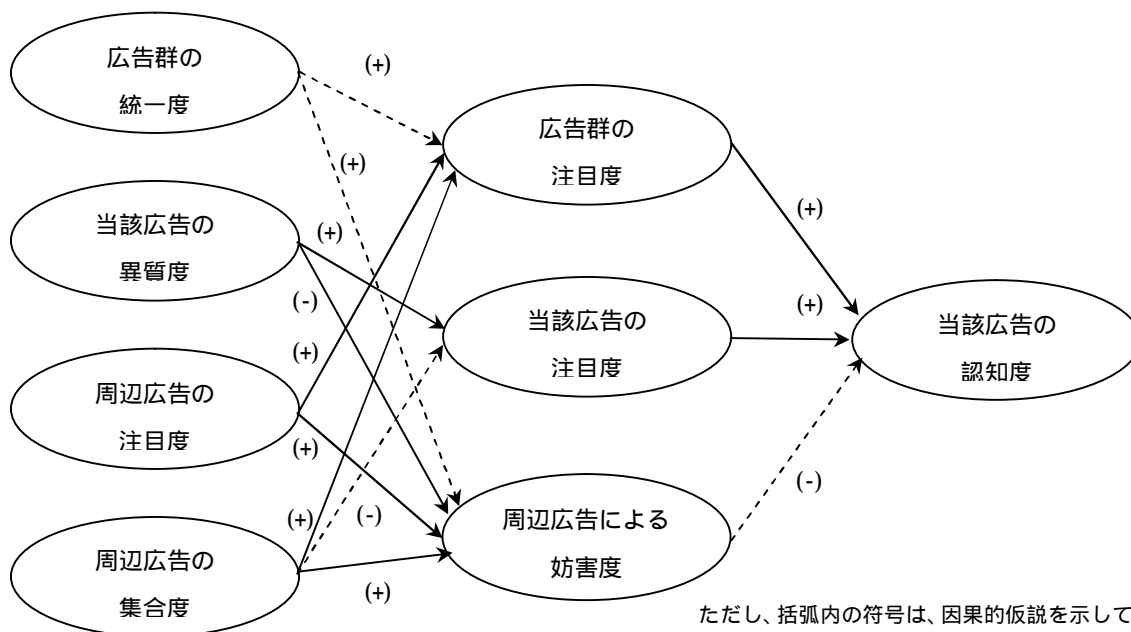 広告群の
統一度
当該広告の
異質度
周辺広告の
注目度
周辺広告の
集合度
(+)
(+)
(+)
(-)
(+)
(+)
(+)
(-)
(+)
広告群の
注目度
当該広告の
注目度
周辺広告による
妨害度
(+)
(+)
(-)
当該広告の
認知度
ただし、括弧内の符号は、因果的仮説を示して